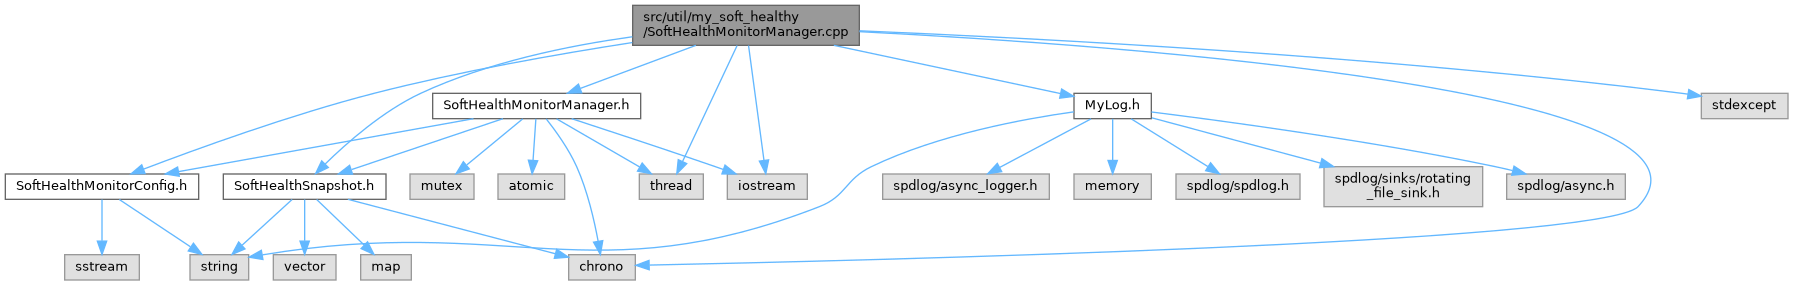 src/util/my_soft_healthy
/SoftHealthMonitorManager.cpp
SoftHealthMonitorManager.h
MyLog.h
stdexcept
SoftHealthMonitorConfig.h
SoftHealthSnapshot.h
mutex
atomic
thread
iostream
spdlog/async_logger.h
memory
spdlog/spdlog.h
spdlog/sinks/rotating
_file_sink.h
spdlog/async.h
sstream
string
vector
map
chrono